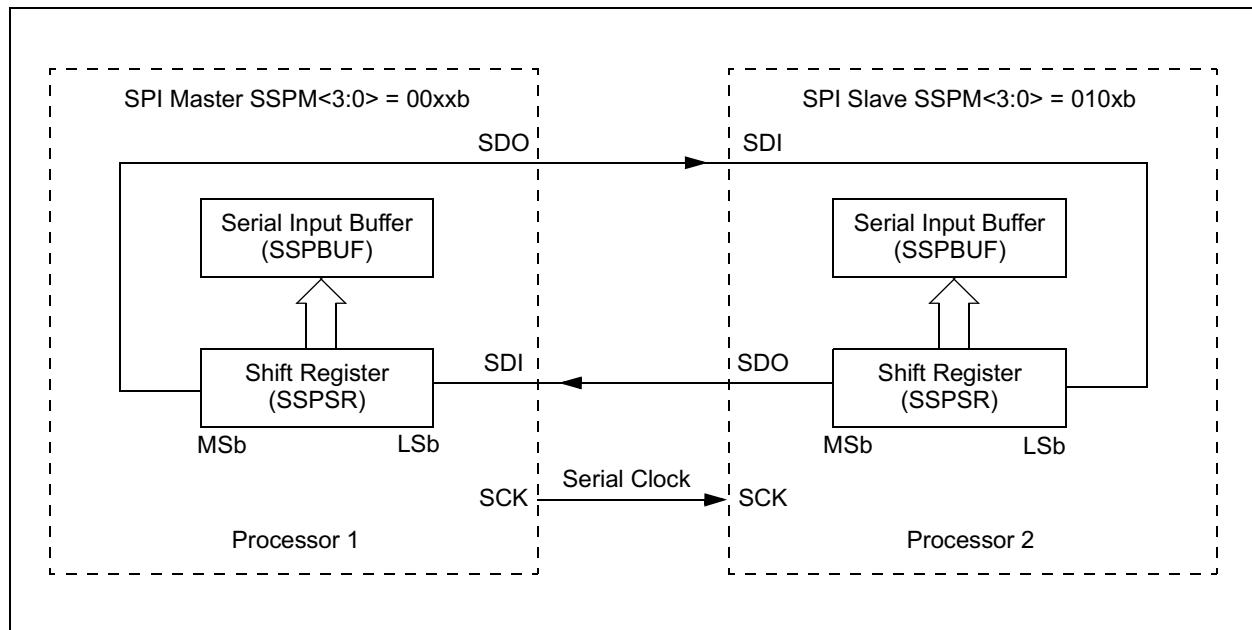 SPI Master SSPM<3:0> = 00xxb
SDO
Serial Input Buffer
(SSPBUF)
Shift Register
(SSPSR)
MSb
LSb
SDI
SCK
Processor 1
Serial Clock
SPI Slave SSPM<3:0> = 010xb
SDI
Serial Input Buffer
(SSPBUF)
SDO
Shift Register
(SSPSR)
MSb
LSb
SCK
Processor 2